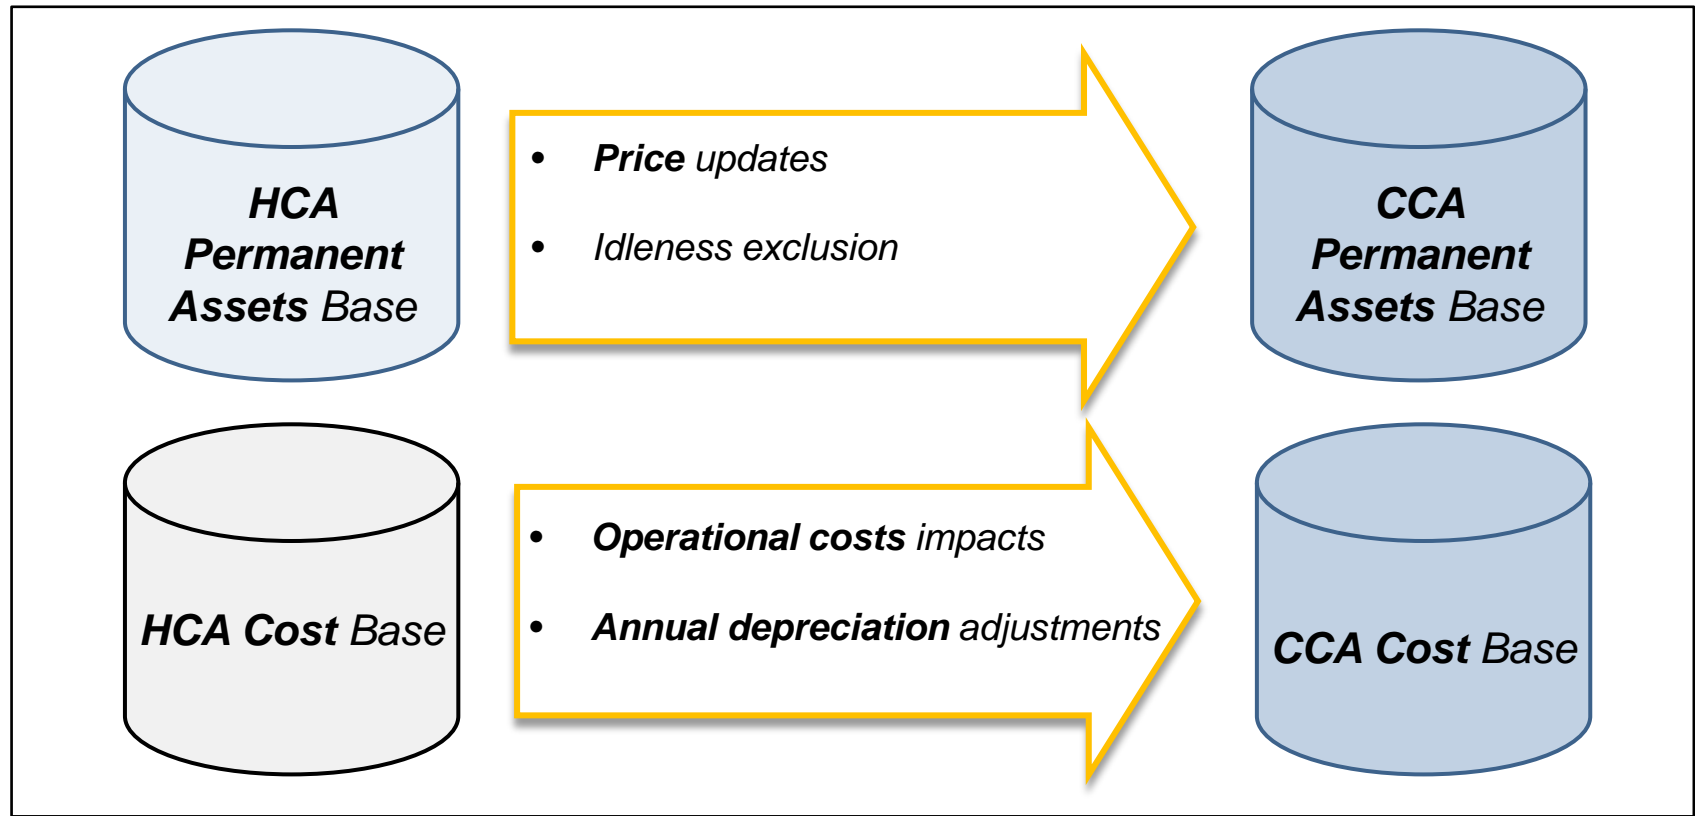 HCA
Permanent
Assets Base
• Price updates
• Idleness exclusion
CCA
Permanent
Assets Base
HCA Cost Base
• Operational costs impacts
• Annual depreciation adjustments
CCA Cost Base